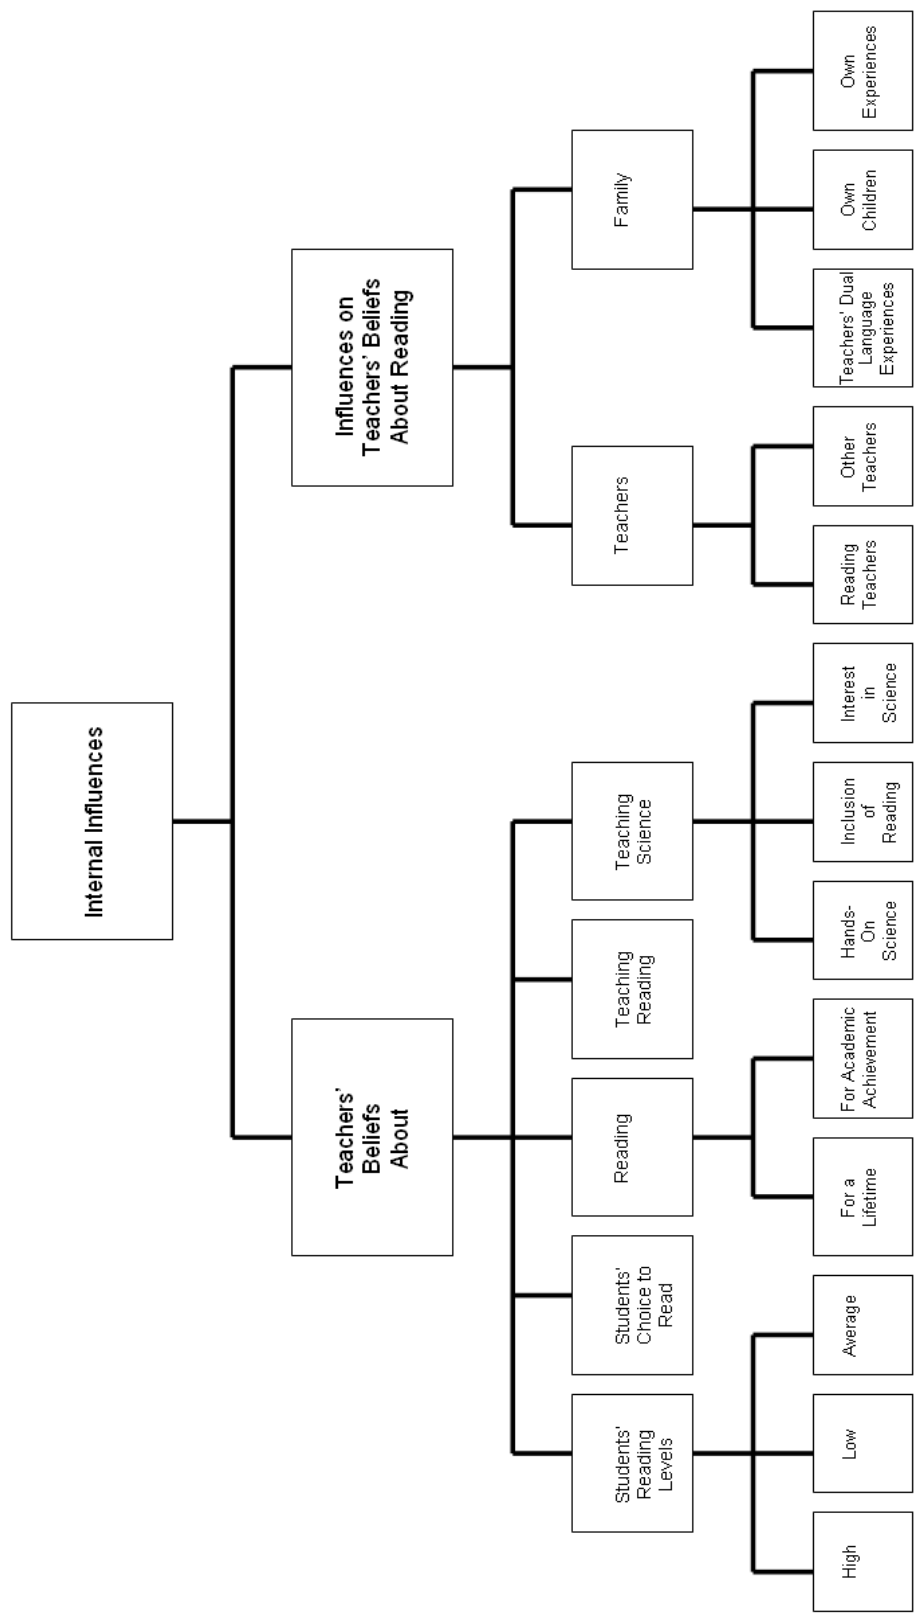 Internal Influences
Teachers'
Beliefs
About
Influences on
Teachers' Beliefs
About Reading
Students'
Reading
Levels
Students'
Choice to
Read
Reading
Teaching
Reading
Teaching
Science
Teachers
Family
High
Low
Average
For a
Lifetime
For Academic
Achievement
Hands-
On
Science
Inclusion
of
Reading
Interest
in
Science
Reading
Teachers
Other
Teachers
Teachers' Dual
Language
Experiences
Own
Children
Own
Experiences